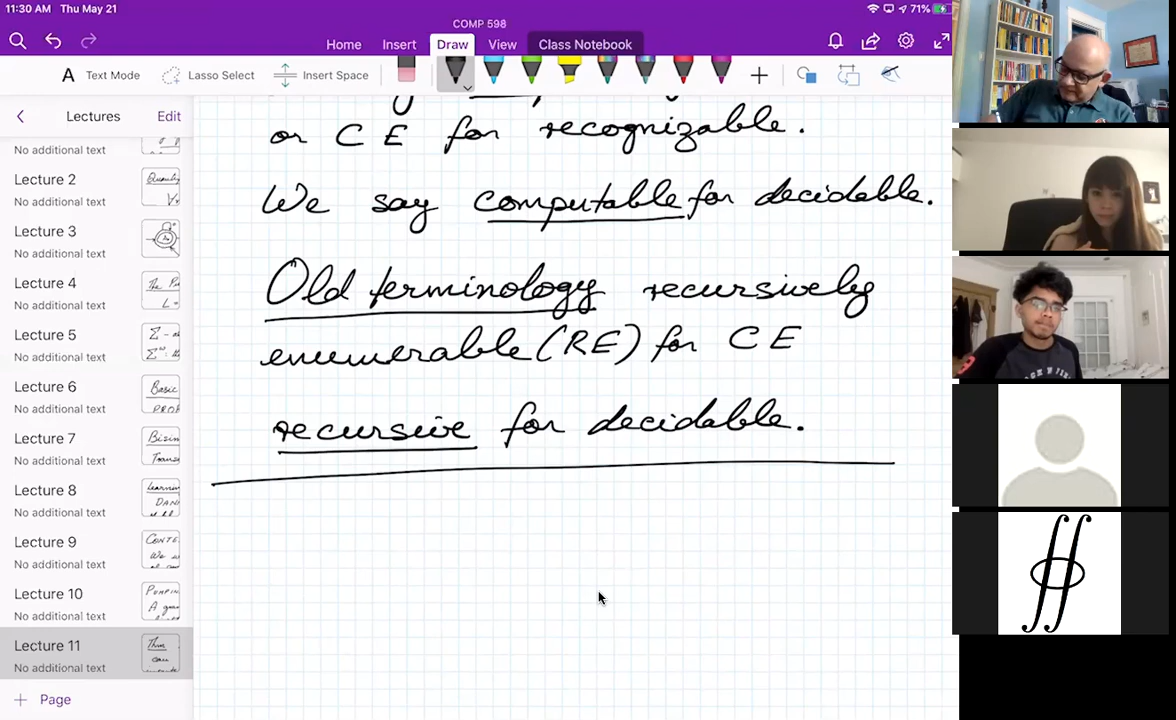 11:30 AM Thu May 21
71%
COMP 598
Home Insert Draw View Class Notebook
A Text Mode Lasso Select Insert Space
Lectures Edit
No additional text
Lecture 2
No additional text
Lecture 3
No additional text
Lecture 4
No additional text
Lecture 5
No additional text
Lecture 6
No additional text
Lecture 7
No additional text
Lecture 8
No additional text
Lecture 9
No additional text
Lecture 10
No additional text
Lecture 11
No additional text
+ Page
or CE for recognizable.
We say computable for decidable.
Old terminology recursively
enumerable (RE) for CE
recursive for decidable.
∯